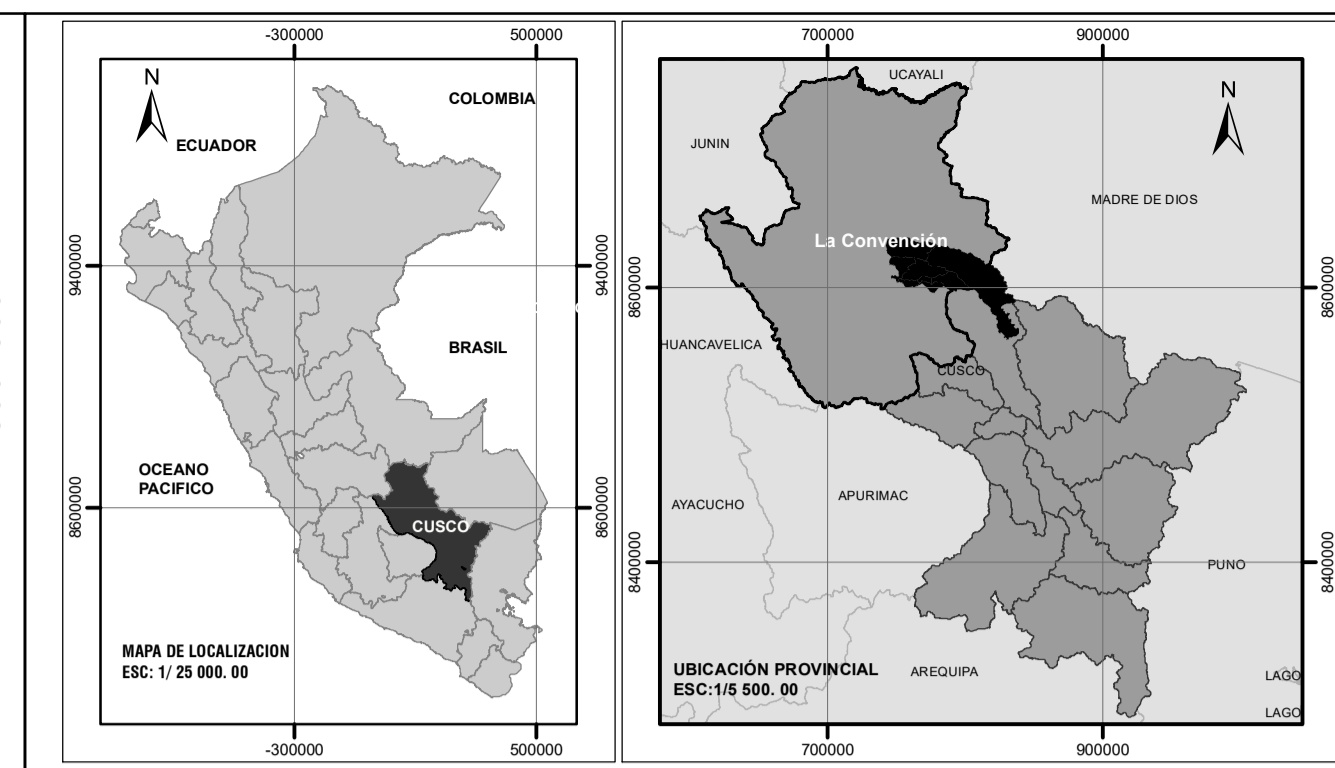 -300000
500000
N
COLOMBIA
ECUADOR
9400000
9400000
BRASIL
OCEANO
PACIFICO
8600000
8600000
CUSCO
MAPA DE LOCALIZACION
ESC: 1/ 25 000. 00
-300000
500000
700000
900000
UCAYALI
N
JUNIN
MADRE DE DIOS
La Convención
8600000
8600000
HUANCAVELICA
CUSCO
AYACUCHO
APURIMAC
8400000
8400000
PUNO
UBICACIÓN PROVINCIAL
ESC:1/5 500. 00
AREQUIPA
LAGO
LAGO
700000
900000